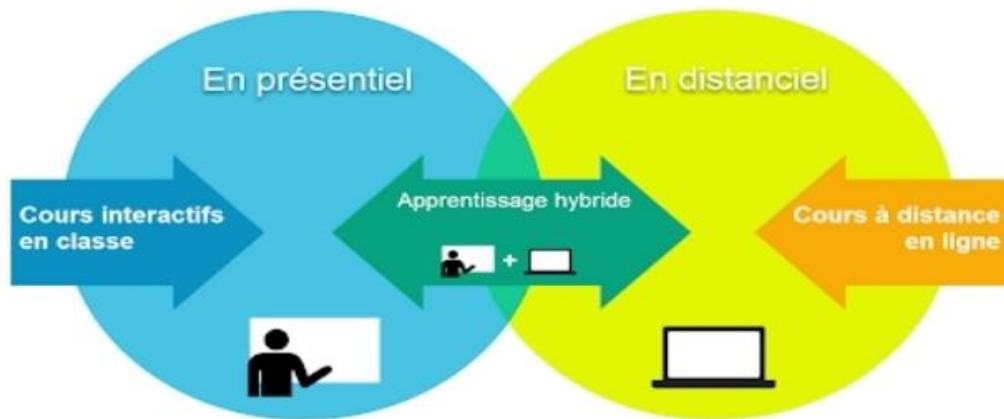 En présentiel
En distanciel
Cours interactifs
en classe
Apprentissage hybride
+
Cours à distance
en ligne